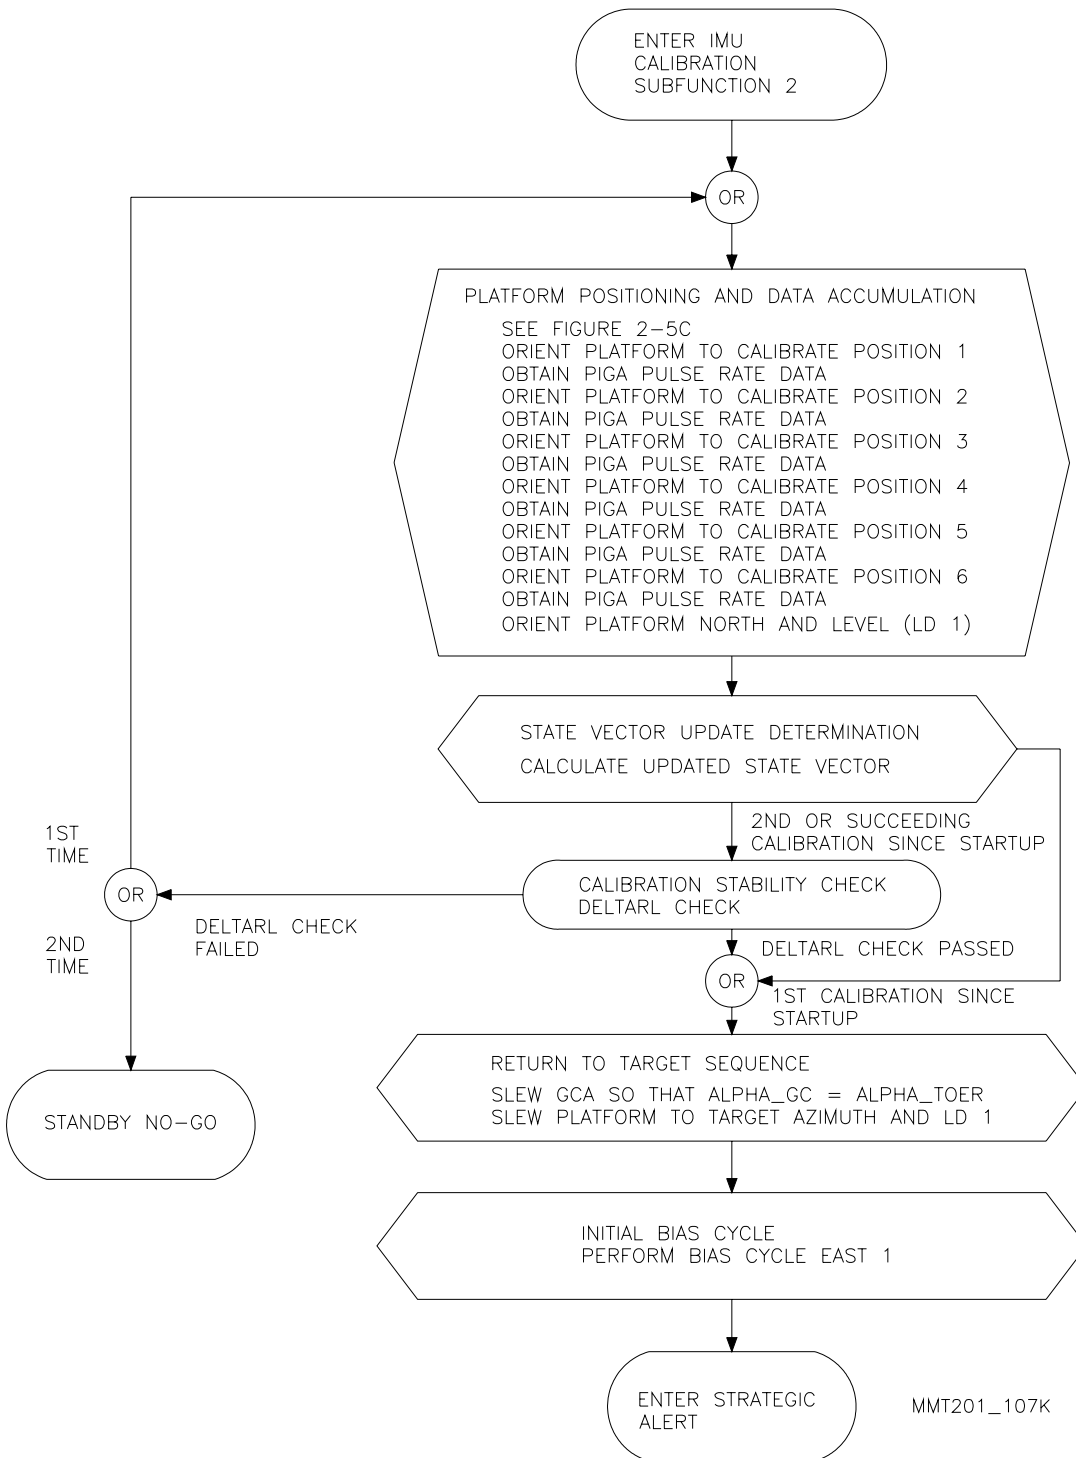 ENTER IMU
CALIBRATION
SUBFUNCTION 2
OR
PLATFORM POSITIONING AND DATA ACCUMULATION
SEE FIGURE 2-5C
ORIENT PLATFORM TO CALIBRATE POSITION 1
OBTAIN PIGA PULSE RATE DATA
ORIENT PLATFORM TO CALIBRATE POSITION 2
OBTAIN PIGA PULSE RATE DATA
ORIENT PLATFORM TO CALIBRATE POSITION 3
OBTAIN PIGA PULSE RATE DATA
ORIENT PLATFORM TO CALIBRATE POSITION 4
OBTAIN PIGA PULSE RATE DATA
ORIENT PLATFORM TO CALIBRATE POSITION 5
OBTAIN PIGA PULSE RATE DATA
ORIENT PLATFORM TO CALIBRATE POSITION 6
OBTAIN PIGA PULSE RATE DATA
ORIENT PLATFORM NORTH AND LEVEL (LD 1)
STATE VECTOR UPDATE DETERMINATION
CALCULATE UPDATED STATE VECTOR
2ND OR SUCCEEDING
CALIBRATION SINCE STARTUP
1ST
TIME
OR
2ND
TIME
CALIBRATION STABILITY CHECK
DELTARL CHECK
DELTARL CHECK
FAILED
DELTARL CHECK PASSED
OR
1ST CALIBRATION SINCE
STARTUP
RETURN TO TARGET SEQUENCE
SLEW GCA SO THAT ALPHA_GC = ALPHA_TOER
SLEW PLATFORM TO TARGET AZIMUTH AND LD 1
STANDBY NO-GO
INITIAL BIAS CYCLE
PERFORM BIAS CYCLE EAST 1
ENTER STRATEGIC
ALERT
MMT201_107K